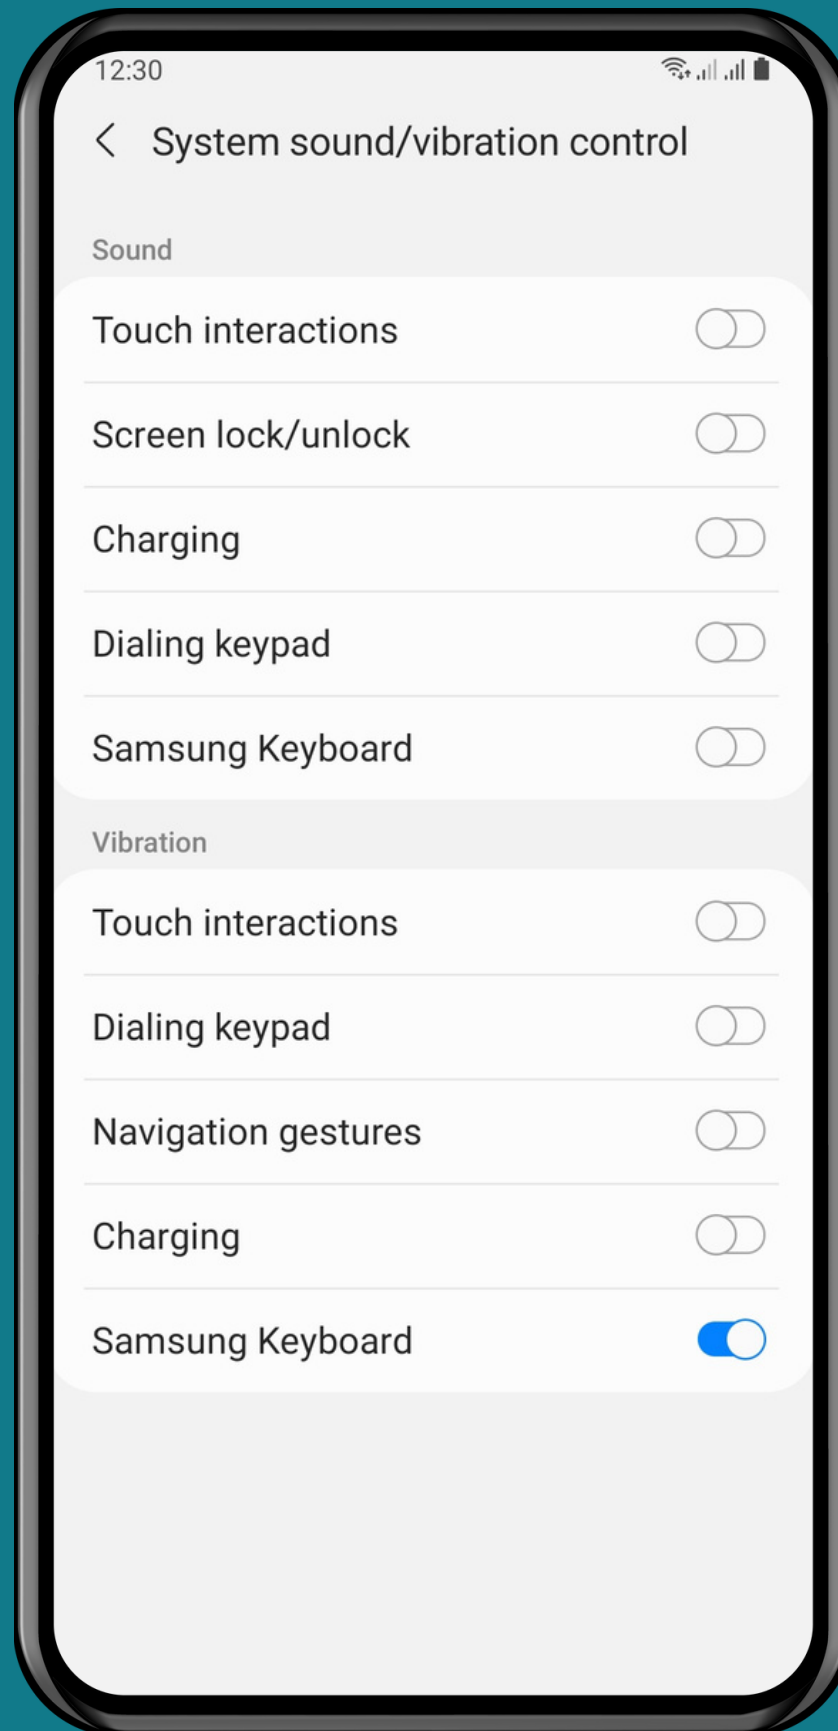 12:30
System sound/vibration control
Sound
Touch interactions
Screen lock/unlock
Charging
Dialing keypad
Samsung Keyboard
Vibration
Touch interactions
Dialing keypad
Navigation gestures
Charging
Samsung Keyboard